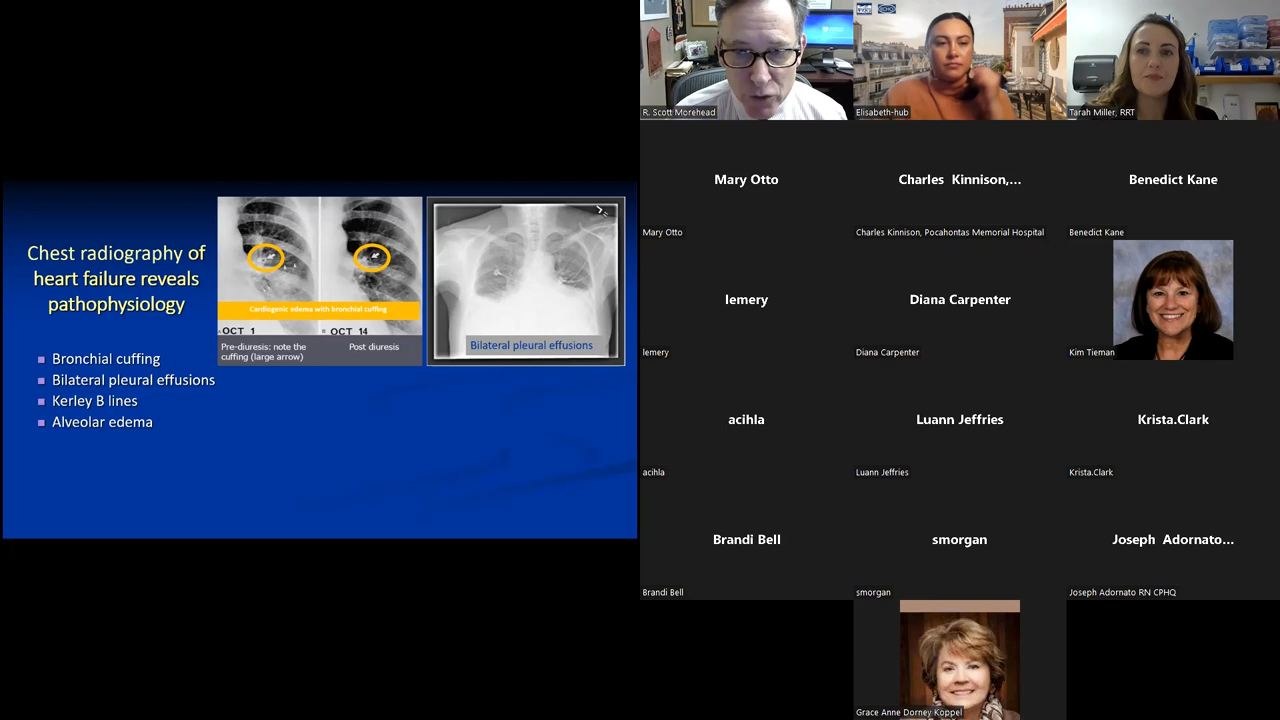 Chest radiography of
heart failure reveals
pathophysiology
Bronchial cuffing
Bilateral pleural effusions
Kerley B lines
Alveolar edema
Cardiogenic edema with bronchial cuffing
OCT 1
OCT 14
Pre-diuresis; note the
cuffing (large arrow)
Post diuresis
Bilateral pleural effusions
R. Scott Morehead
Elisabeth-hub
Tarah Miller, RRT
Mary Otto
Charles Kinnison,...
Benedict Kane
Mary Otto
Charles Kinnison, Pocahontas Memorial Hospital
Benedict Kane
lemery
Diana Carpenter
lemery
Diana Carpenter
Kim Tieman
acihla
Luann Jeffries
Krista.Clark
acihla
Luann Jeffries
Krista.Clark
Brandi Bell
smorgan
Joseph Adornato...
Brandi Bell
smorgan
Joseph Adornato RN CPHQ
Grace Anne Dorney Koppel